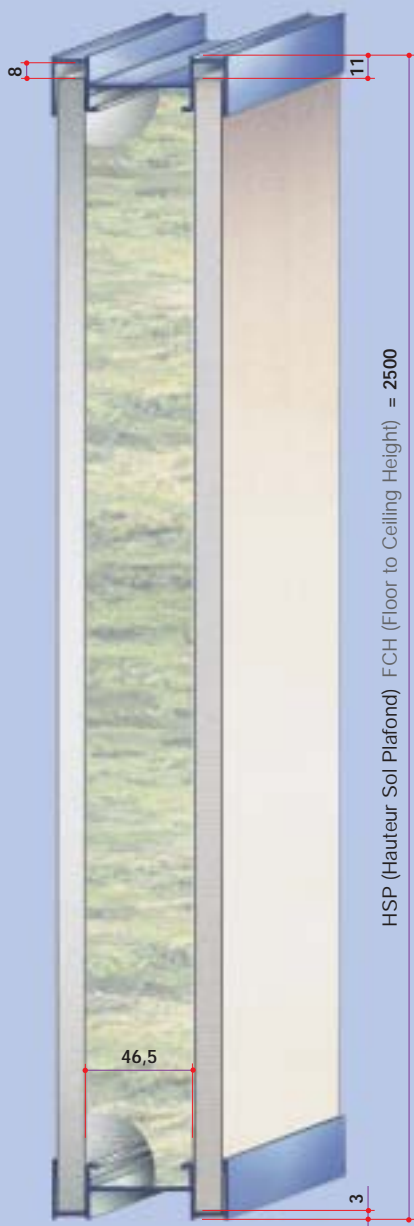 8
11
HSP (Hauteur Sol Plafond) FCH (Floor to Ceiling Height) = 2500
46,5
3